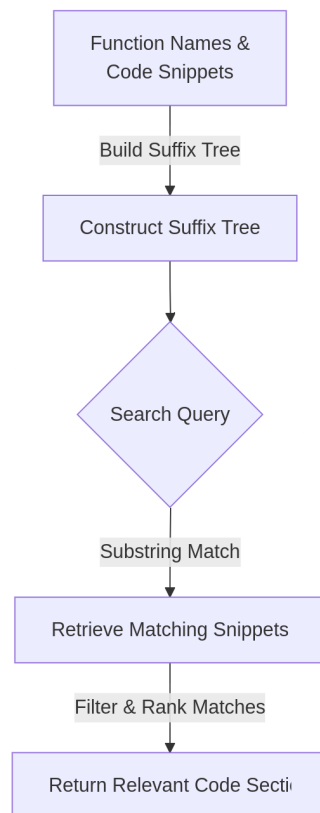 Function Names &
Code Snippets
Build Suffix Tree
Construct Suffix Tree
Search Query
Substring Match
Retrieve Matching Snippets
Filter & Rank Matches
Return Relevant Code